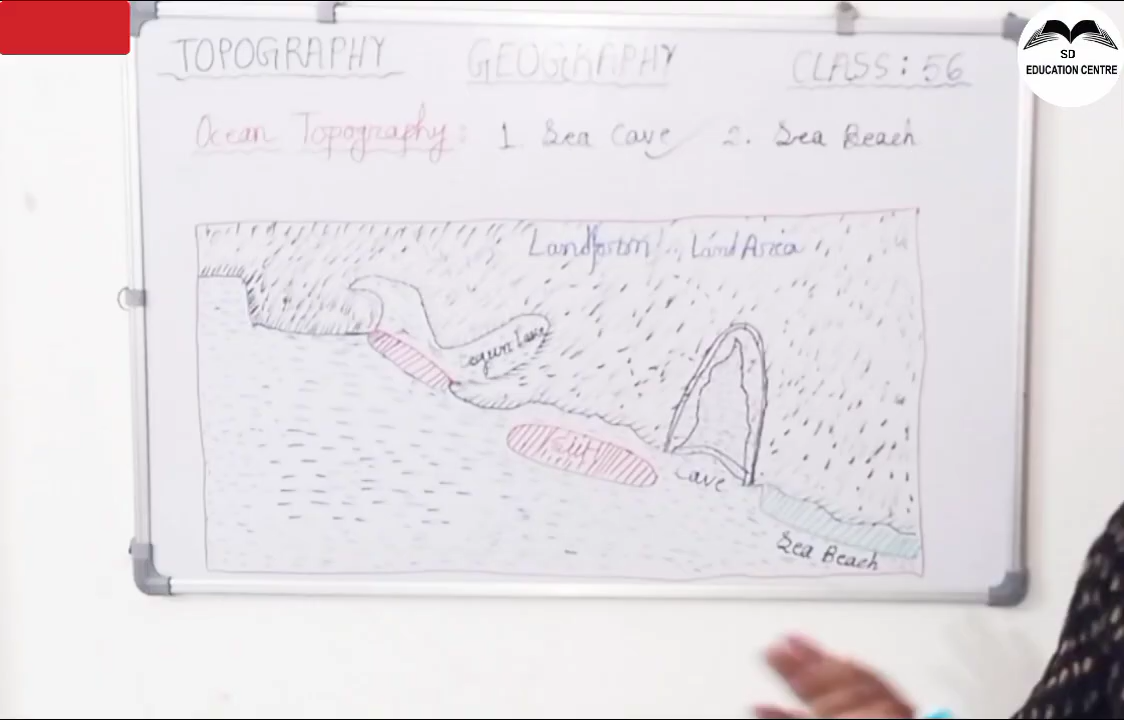 TOPOGRAPHY GEOGRAPHY CLASS: 56
SD
EDUCATION CENTRE
Ocean Topography: 1 Sea Cave 2. Sea Beach
Landform Land Area
Cave
Sea Beach